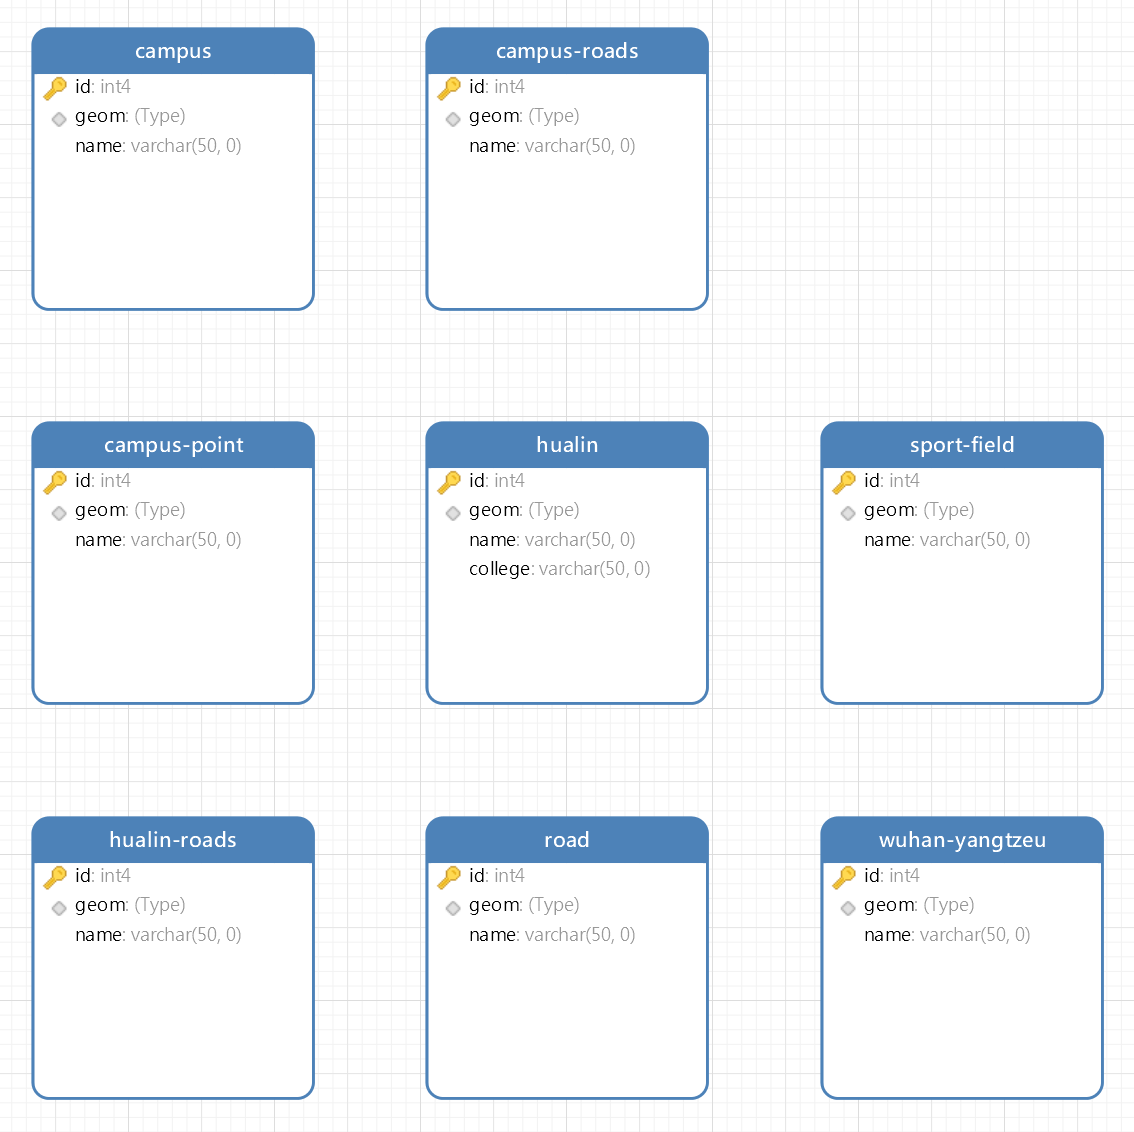 campus
id: int4
geom: (Type)
name: varchar(50, 0)
campus-roads
id: int4
geom: (Type)
name: varchar(50, 0)
campus-point
id: int4
geom: (Type)
name: varchar(50, 0)
hualin
id: int4
geom: (Type)
name: varchar(50, 0)
college: varchar(50, 0)
sport-field
id: int4
geom: (Type)
name: varchar(50, 0)
hualin-roads
id: int4
geom: (Type)
name: varchar(50, 0)
road
id: int4
geom: (Type)
name: varchar(50, 0)
wuhan-yangtzeu
id: int4
geom: (Type)
name: varchar(50, 0)